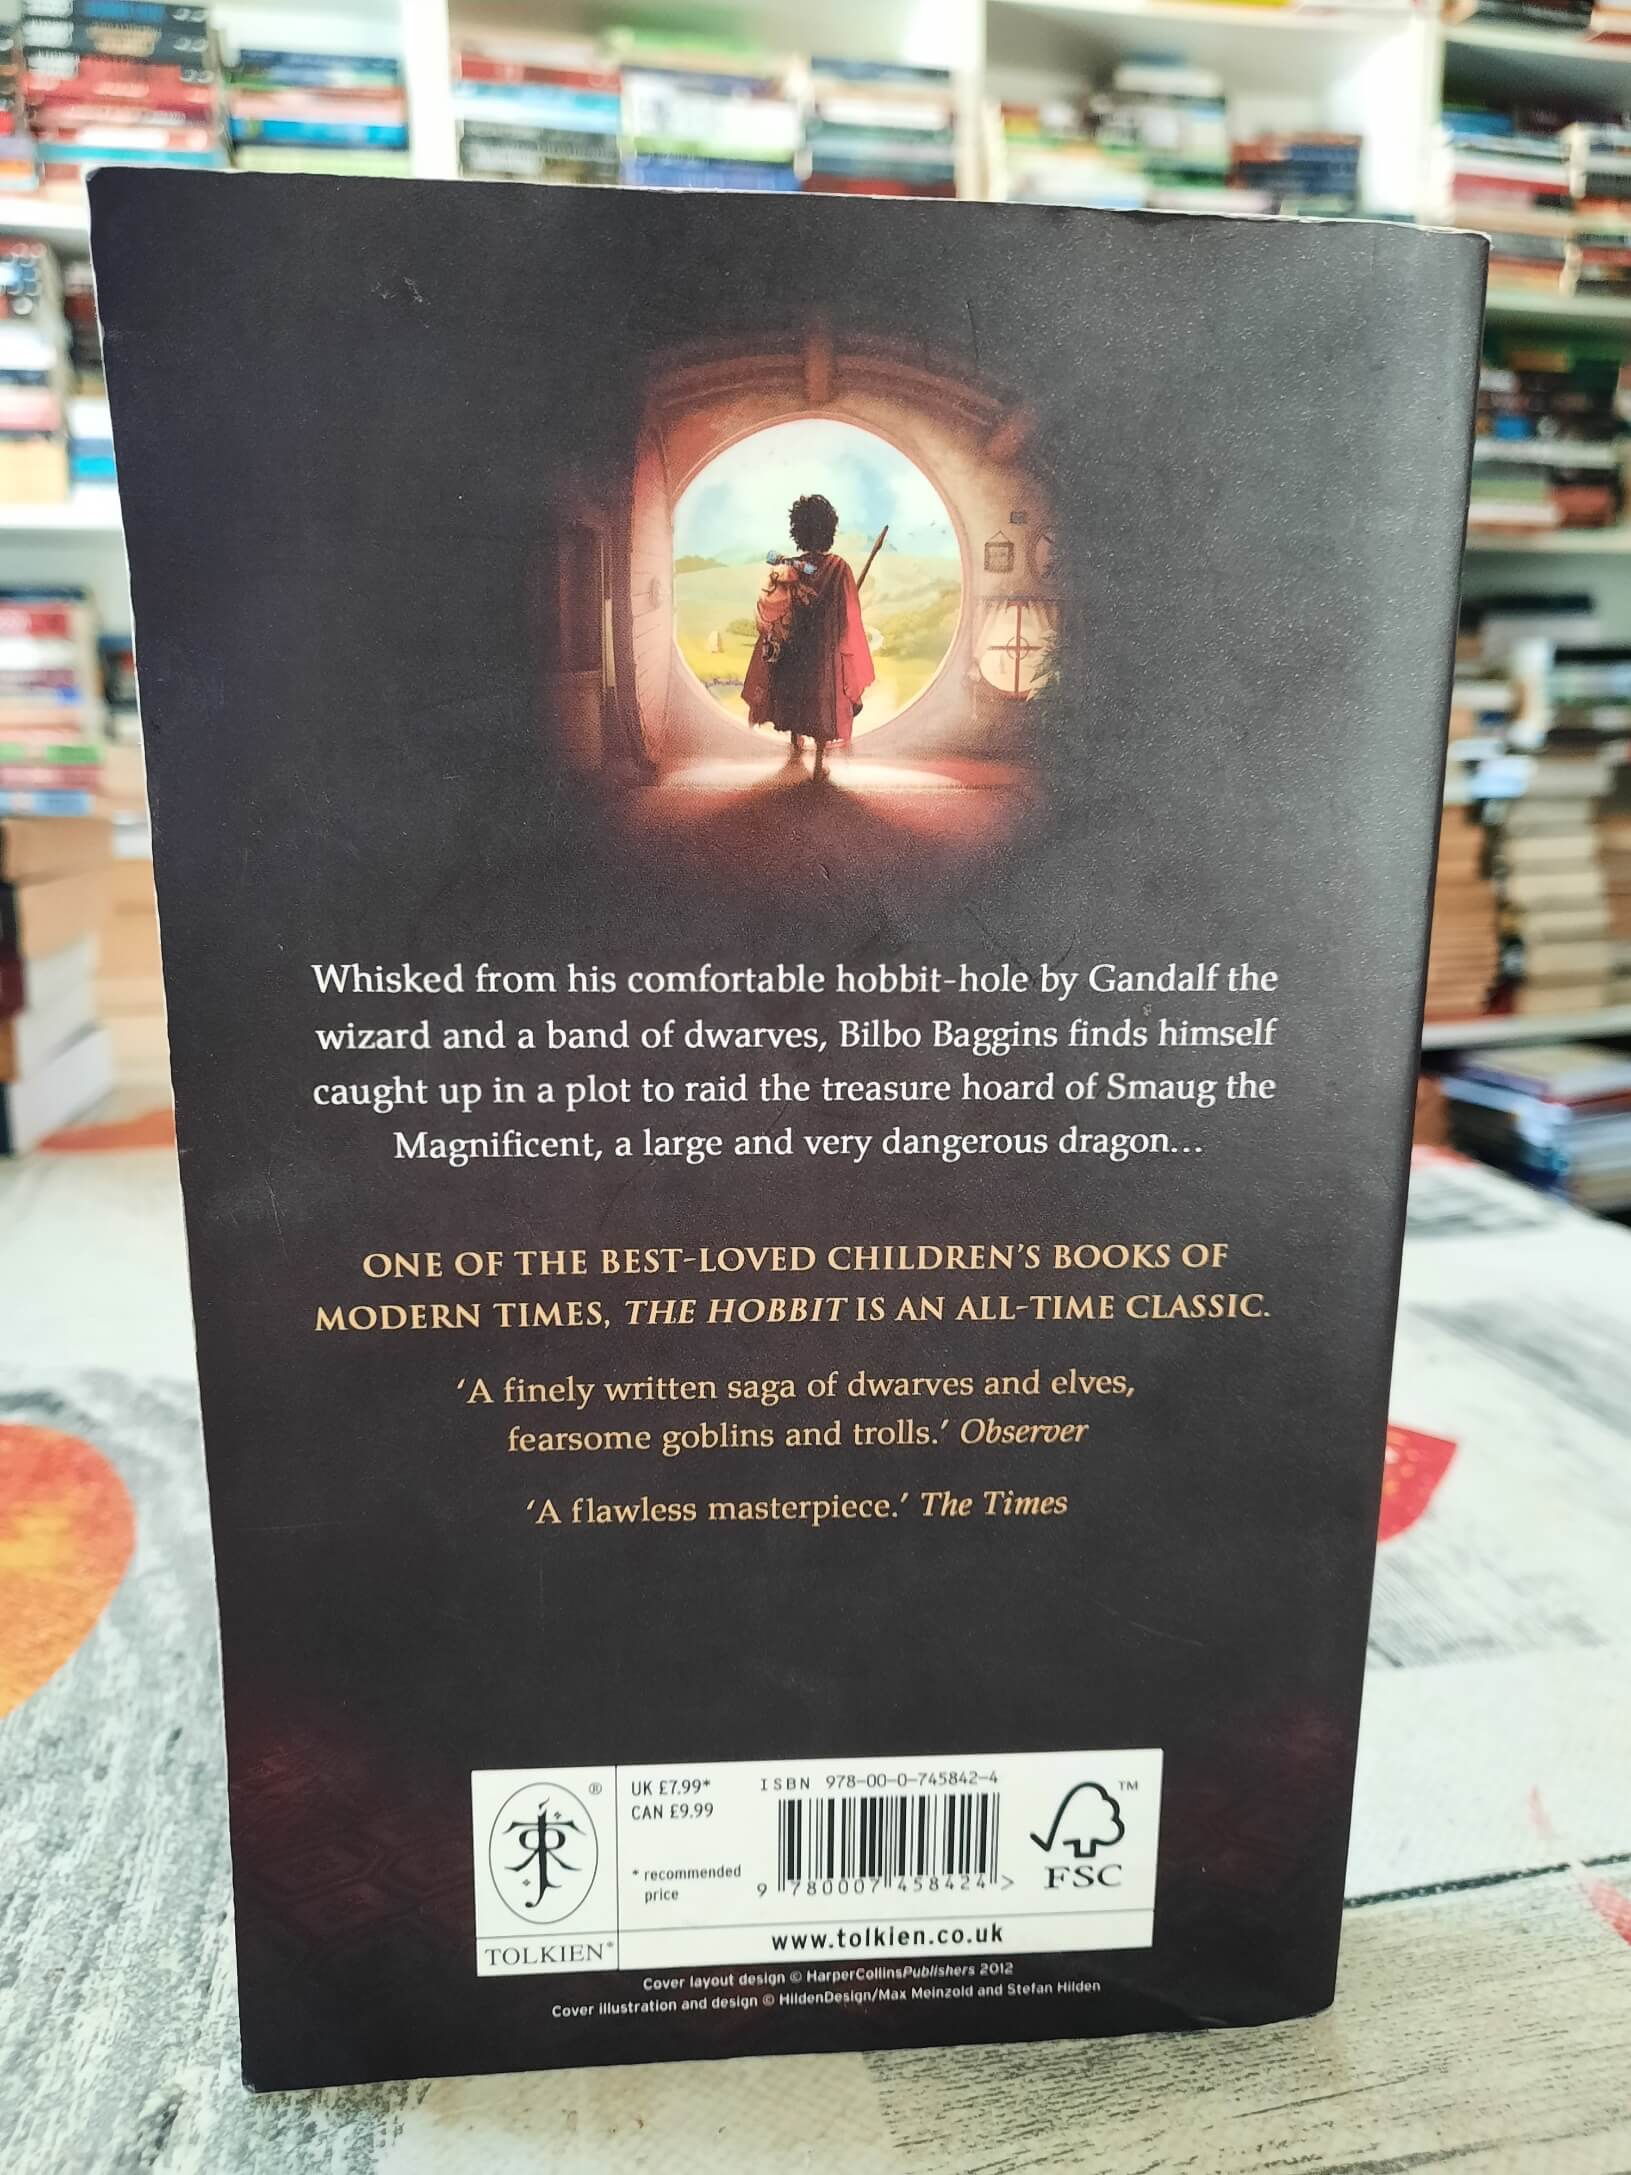 Whisked from his comfortable hobbit-hole by Gandalf the
wizard and a band of dwarves, Bilbo Baggins finds himself
caught up in a plot to raid the treasure hoard of Smaug the
Magnificent, a large and very dangerous dragon...
ONE OF THE BEST-LOVED CHILDREN'S BOOKS OF
MODERN TIMES, THE HOBBIT IS AN ALL-TIME CLASSIC.
'A finely written saga of dwarves and elves,
fearsome goblins and trolls.' Observer
'A flawless masterpiece.' The Times
®
TOLKIEN®
UK £7.99*
CAN £9.99
* recommended
price
ISBN 978-00-0-745842-4
9 780007 458424 >
™
FSC
www.tolkien.co.uk
Cover layout design © HarperCollinsPublishers 2012
Cover illustration and design © HildenDesign/Max Meinzold and Stefan Hilden